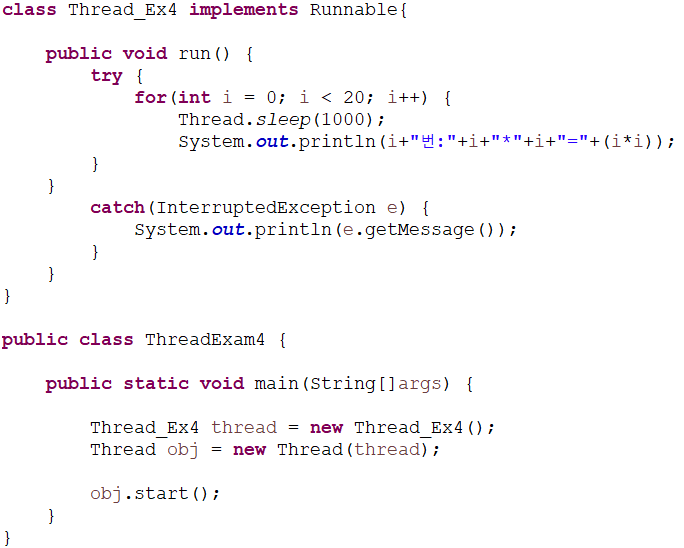 class Thread_Ex4 implements Runnable{
public void run() {
try {
for(int i = 0; i < 20; i++) {
Thread.sleep(1000);
System.out.println(i+"번:"+i+"*"+i+"="+(i*i));
}
}
catch(InterruptedException e) {
System.out.println(e.getMessage());
}
}
}
public class ThreadExam4 {
public static void main(String[]args) {
Thread_Ex4 thread = new Thread_Ex4();
Thread obj = new Thread(thread);
obj.start();
}
}